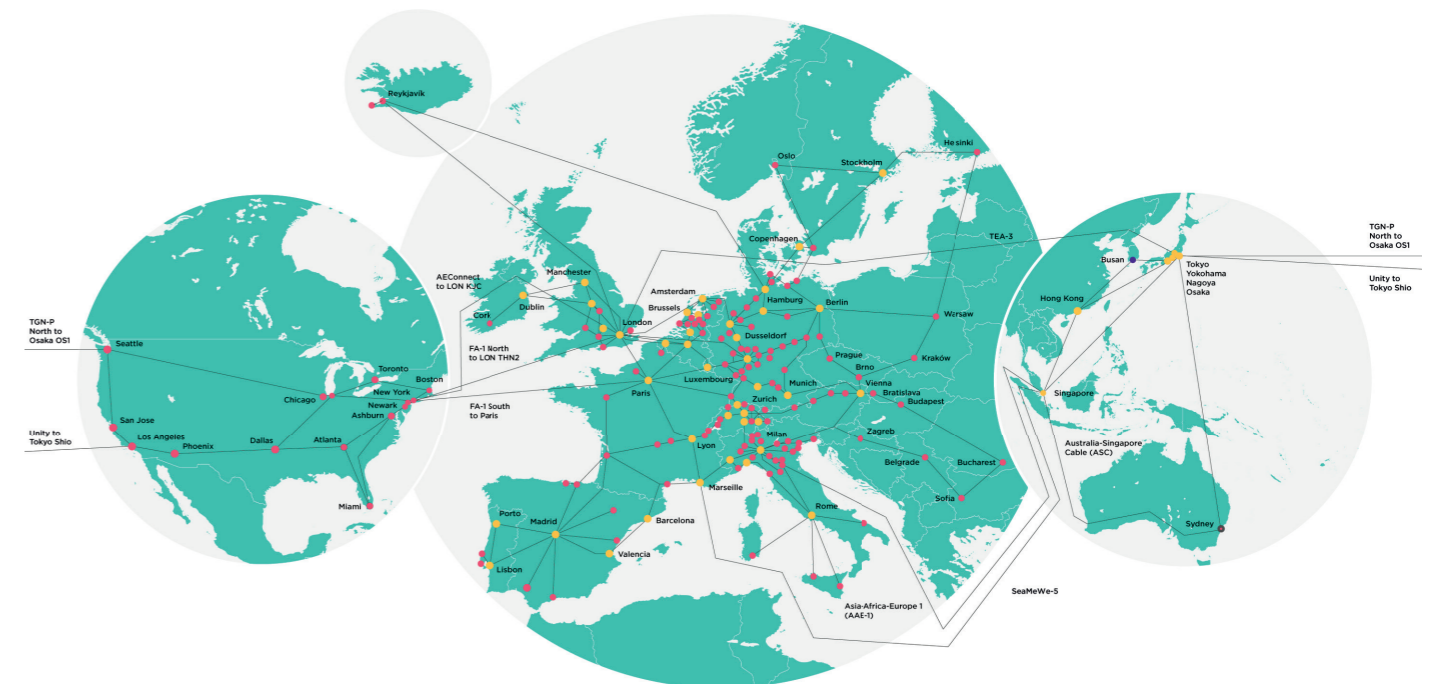 Reykjavík
Oslo
Stockholm
He sinki
Copenhagen
TEA-3
TGN-P
North to
Osaka OS1
Unity to
Tokyo Shio
Busan
Tokyo
Yokohama
Nagoya
Osaka
Hong Kong
Singapore
Australia-Singapore
Cable (ASC)
Sydney
AEConnect
to LON KJC
Manchester
Dublin
Cork
London
Amsterdam
Brussels
Hamburg
Berlin
Dusseldorf
Warsaw
Kraków
Prague
Brno
Vienna
Bratislava
Budapest
Luxembourg
Munich
Zurich
Paris
FA-1 North
to LON THN2
FA-1 South
to Paris
Lyon
Milan
Zagreb
Belgrade
Bucharest
Sofia
Marseille
Rome
Porto
Madrid
Barcelona
Valencia
Lisbon
Asia-Africa-Europe 1
(AAE-1)
SeaMeWe-5
TGN-P
North to
Osaka OS1
Seattle
Toronto
Boston
Chicago
New York
Newark
Ashburn
San Jose
Los Angeles
Phoenix
Dallas
Atlanta
Miami
Unity to
Tokyo Shio